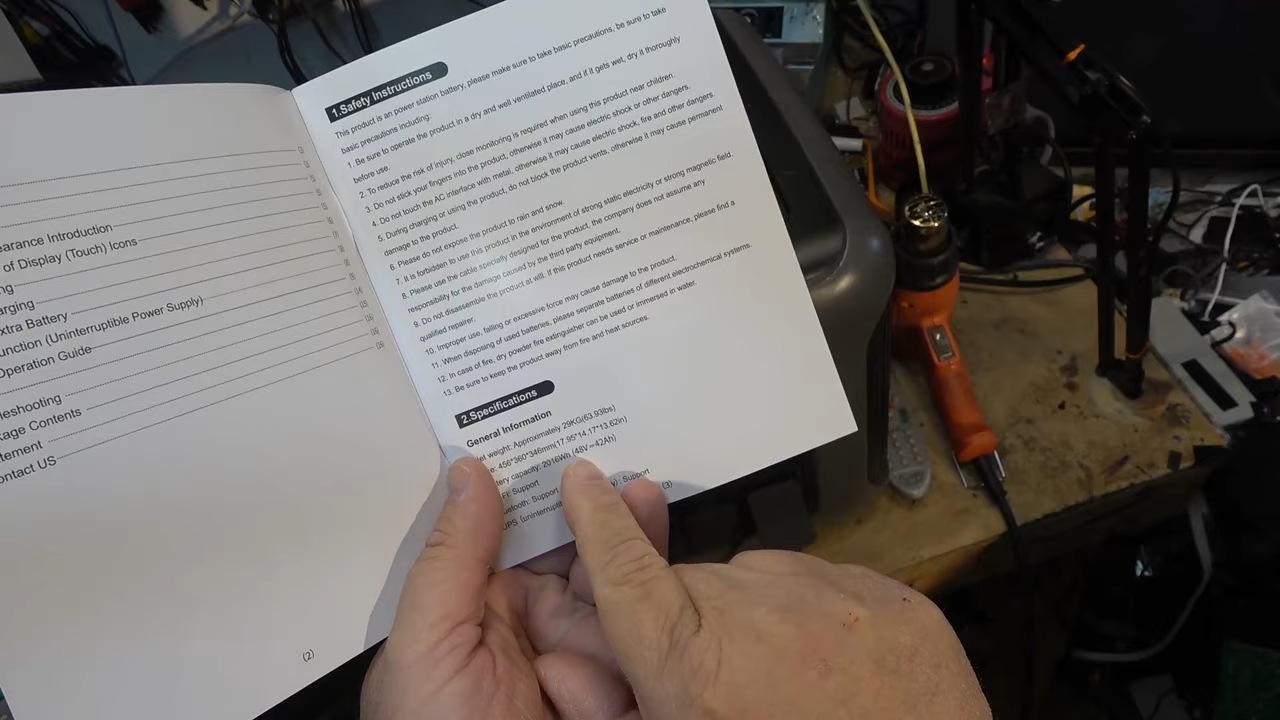 earance Introduction
of Display (Touch) Icons
ng
arging
xtra Battery
unction (Uninterruptible Power Supply)
Operation Guide
leshooting
kage Contents
tement
ontact US
(2)
1.Safety Instructions
This product is an power station battery, please make sure to take basic precautions, be sure to take
basic precautions including:
1. Be sure to operate the product in a dry and well ventilated place, and if it gets wet, dry it thoroughly
before use.
2. To reduce the risk of injury, close monitoring is required when using this product near children.
3. Do not stick your fingers into the product, otherwise it may cause electric shock or other dangers.
4. Do not touch the AC interface with metal, otherwise it may cause electric shock, fire and other dangers.
5. During charging or using the product, do not block the product vents, otherwise it may cause permanent
damage to the product.
6. Please do not expose the product to rain and snow.
7. It is forbidden to use this product in the environment of strong static electricity or strong magnetic field.
8. Please use the cable specially designed for the product, the company does not assume any
responsibility for the damage caused by the third party equipment.
9. Do not disassemble the product at will. If this product needs service or maintenance, please find a
qualified repairer.
10. Improper use, falling or excessive force may cause damage to the product.
11. When disposing of used batteries, please separate batteries of different electrochemical systems.
12. In case of fire, dry powder fire extinguisher can be used or immersed in water.
13. Be sure to keep the product away from fire and heat sources.
2.Specifications
General Information
et weight: Approximately 29KG(63.93lbs)
e: 456*360*346mm(17.95*14.17*13.62in)
tery capacity: 2016Wh (48V⎓42Ah)
FI: Support
uetooth: Support
UPS (uninterruptib y) : Support
(3)